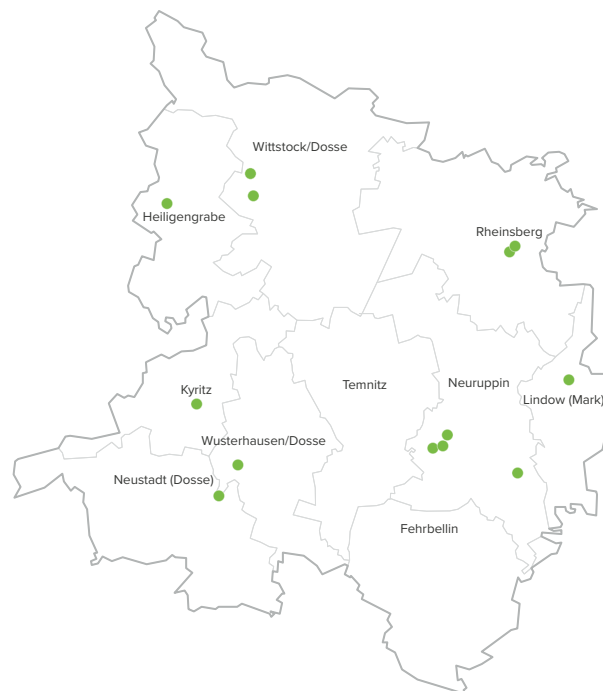 Wittstock/Dosse
Heiligengrabe
Rheinsberg
Kyritz
Temnitz
Neuruppin
Lindow (Mark)
Wusterhausen/Dosse
Neustadt (Dosse)
Fehrbellin